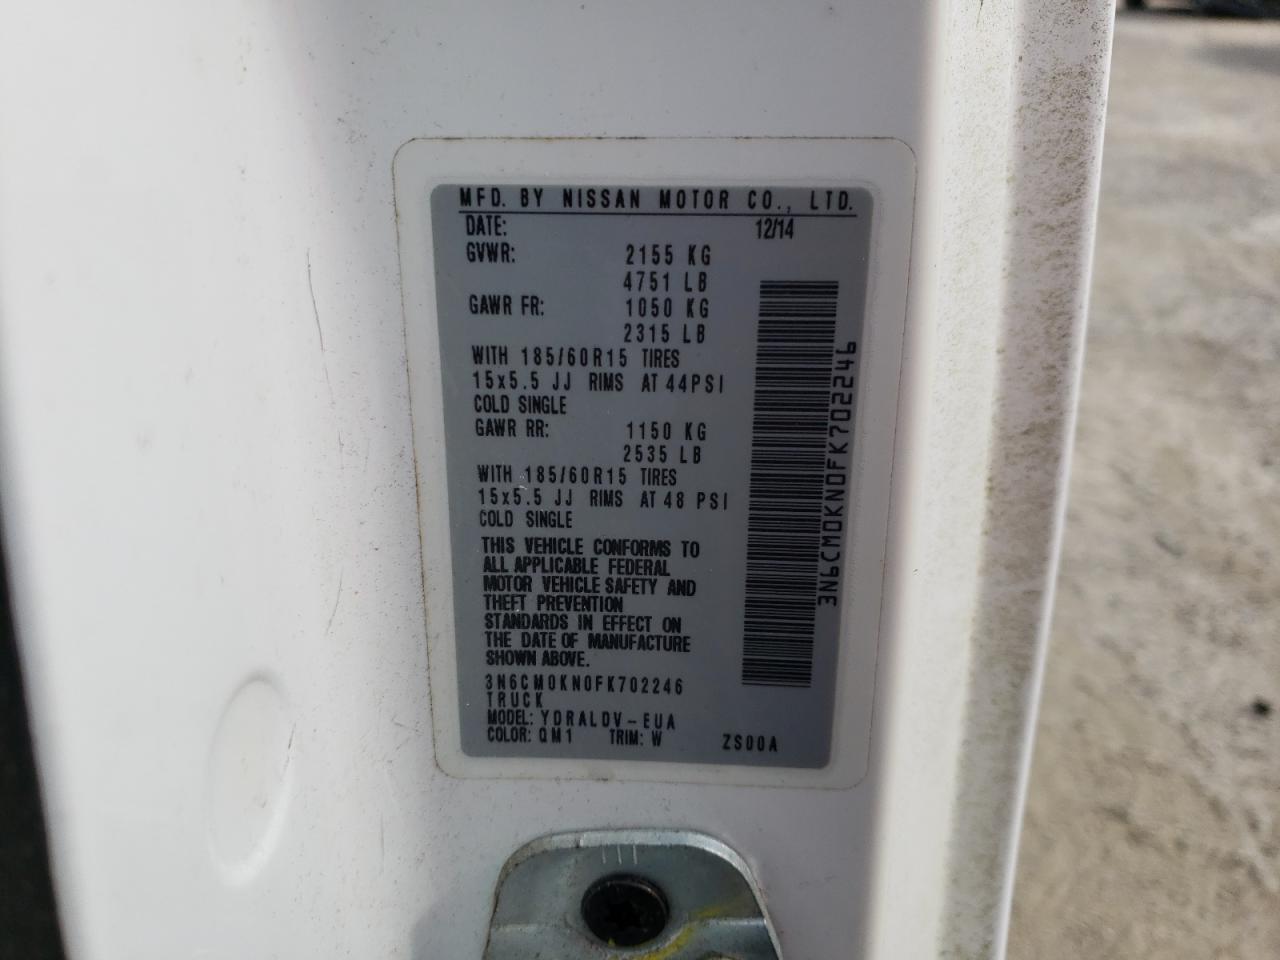 MFD. BY NISSAN MOTOR CO., LTD.
DATE: 12/14
GVWR: 2155 KG
4751 LB
GAWR FR: 1050 KG
2315 LB
WITH 185/60R15 TIRES
15x5.5 JJ RIMS AT 44PSI
COLD SINGLE
GAWR RR: 1150 KG
2535 LB
WITH 185/60R15 TIRES
15x5.5 JJ RIMS AT 48 PSI
COLD SINGLE
THIS VEHICLE CONFORMS TO
ALL APPLICABLE FEDERAL
MOTOR VEHICLE SAFETY AND
THEFT PREVENTION
STANDARDS IN EFFECT ON
THE DATE OF MANUFACTURE
SHOWN ABOVE.
3N6CM0KN0FK702246
TRUCK
MODEL: YDRALDV-EUA
COLOR: QM1 TRIM: W ZS00A
3N6CM0KN0FK702246